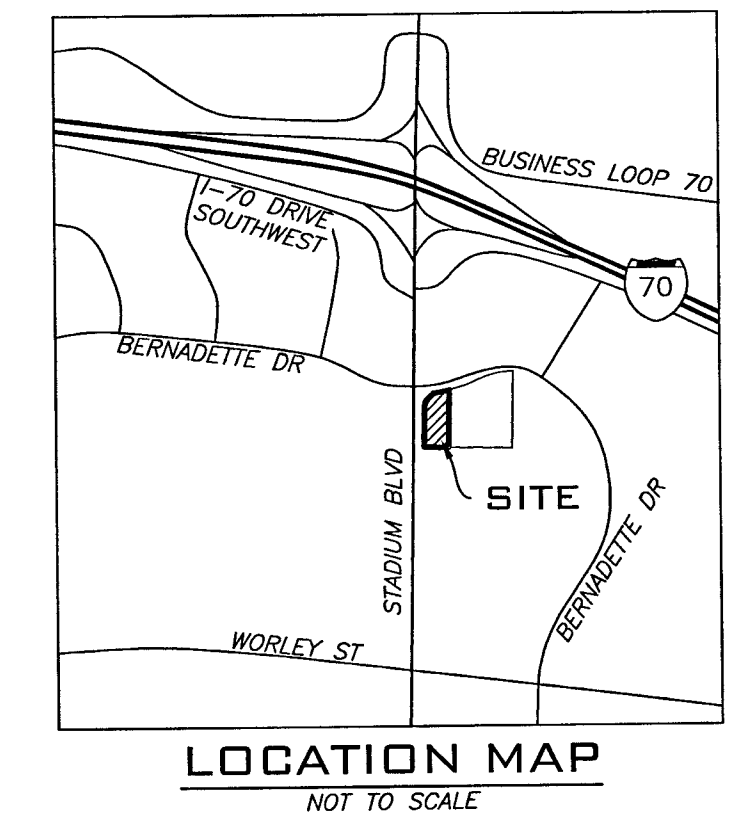 BUSINESS LOOP 70
I-70 DRIVE
SOUTHWEST
70
BERNADETTE DR
STADIUM BLVD
SITE
BERNADETTE DR
WORLEY ST
LOCATION MAP
NOT TO SCALE